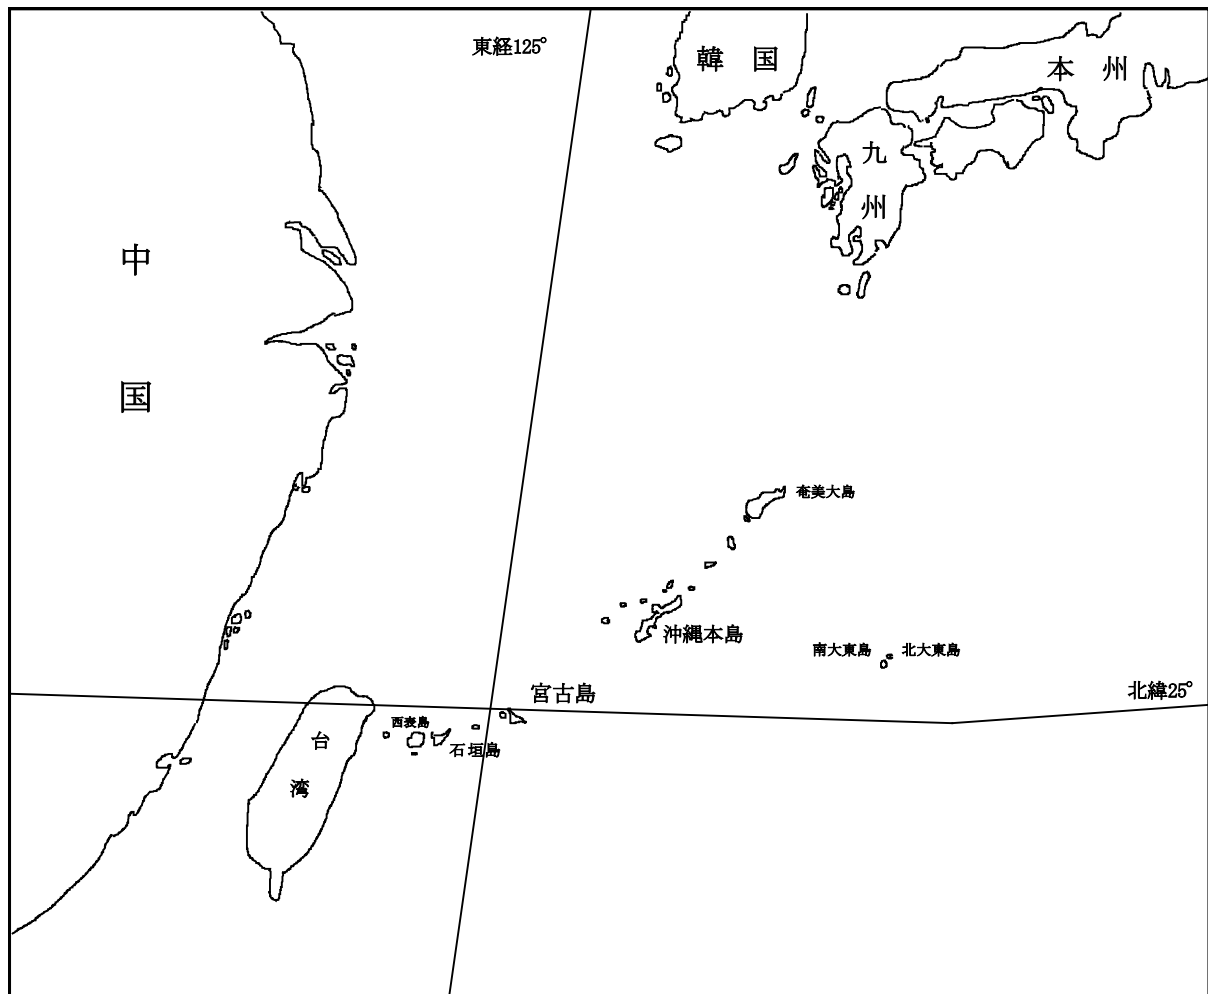 東経125°
韓国
本州
九州
中国
奄美大島
沖縄本島
南大東島
北大東島
北緯25°
宮古島
西表島
石垣島
台湾